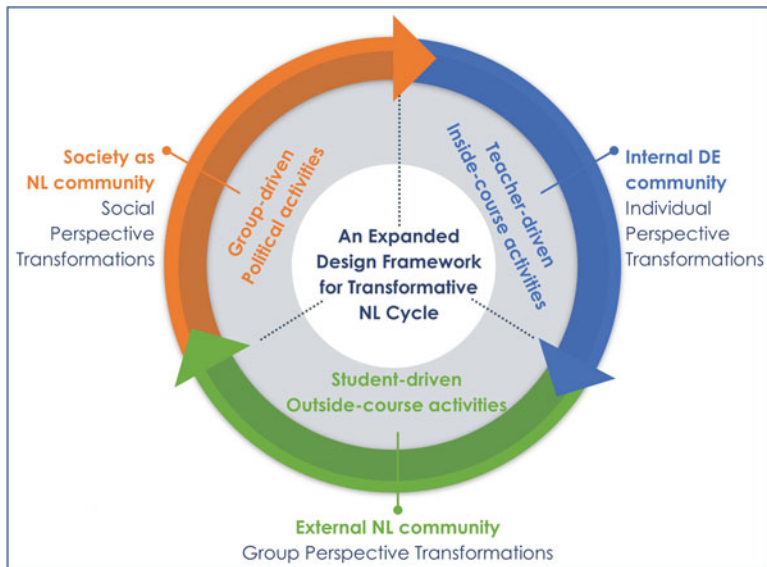 Society as
NL community
Social
Perspective
Transformations
Group-driven
Political activities
An Expanded
Design Framework
for Transformative
NL Cycle
Teacher-driven
Inside-course activities
Internal DE
community
Individual
Perspective
Transformations
Student-driven
Outside-course activities
External NL community
Group Perspective Transformations